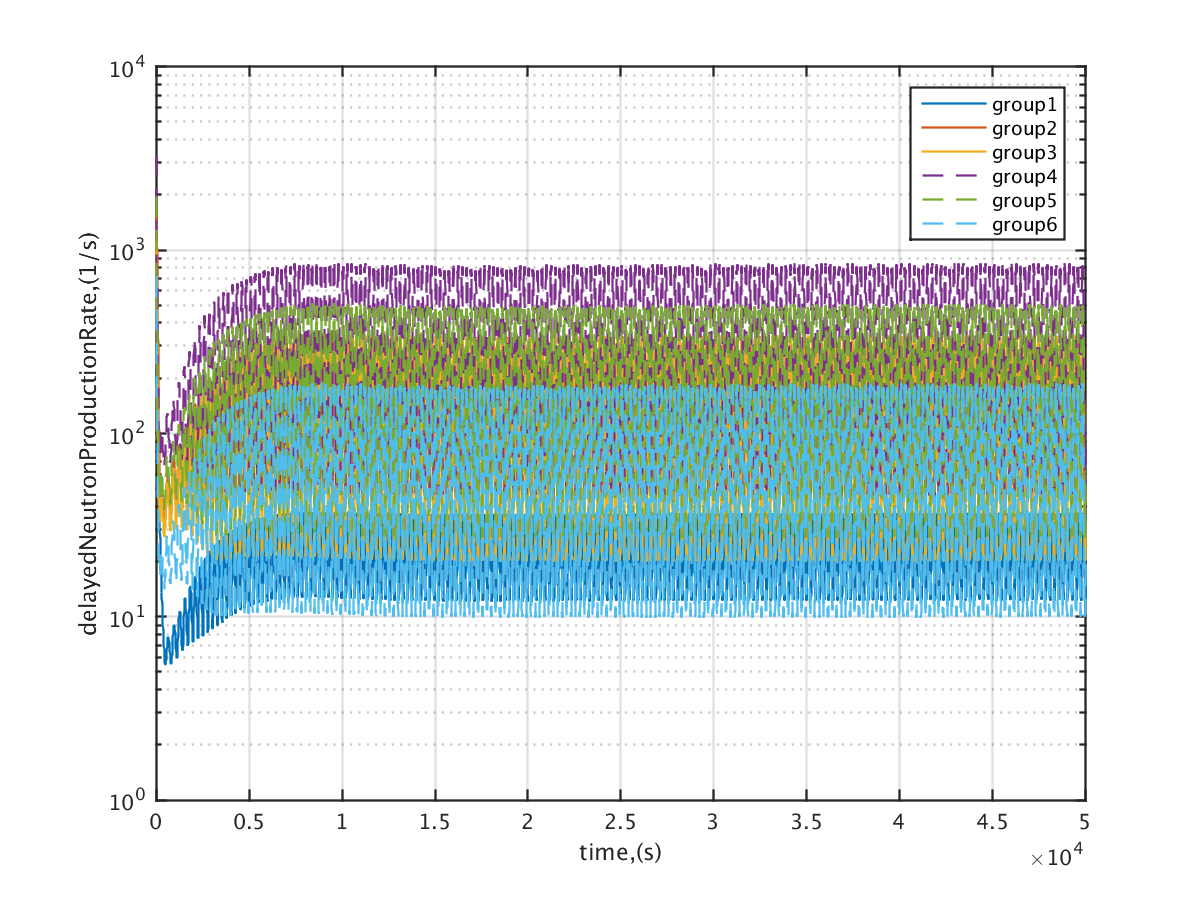 10^4
10^3
10^2
10^1
10^0
delayedNeutronProductionRate,(1/s)
group1
group2
group3
group4
group5
group6
0 0.5 1 1.5 2 2.5 3 3.5 4 4.5 5
time,(s)
×10^4